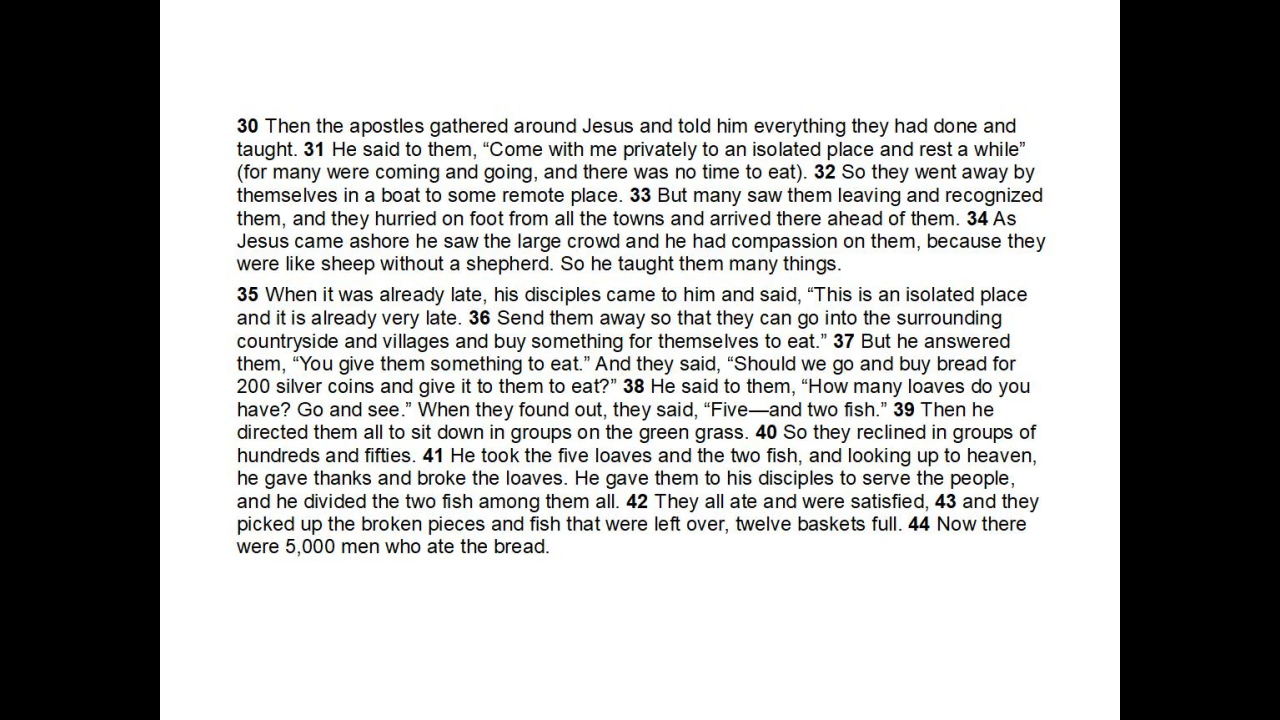 30 Then the apostles gathered around Jesus and told him everything they had done and
taught. 31 He said to them, “Come with me privately to an isolated place and rest a while”
(for many were coming and going, and there was no time to eat). 32 So they went away by
themselves in a boat to some remote place. 33 But many saw them leaving and recognized
them, and they hurried on foot from all the towns and arrived there ahead of them. 34 As
Jesus came ashore he saw the large crowd and he had compassion on them, because they
were like sheep without a shepherd. So he taught them many things.
35 When it was already late, his disciples came to him and said, “This is an isolated place
and it is already very late. 36 Send them away so that they can go into the surrounding
countryside and villages and buy something for themselves to eat.” 37 But he answered
them, “You give them something to eat.” And they said, “Should we go and buy bread for
200 silver coins and give it to them to eat?” 38 He said to them, “How many loaves do you
have? Go and see.” When they found out, they said, “Five—and two fish.” 39 Then he
directed them all to sit down in groups on the green grass. 40 So they reclined in groups of
hundreds and fifties. 41 He took the five loaves and the two fish, and looking up to heaven,
he gave thanks and broke the loaves. He gave them to his disciples to serve the people,
and he divided the two fish among them all. 42 They all ate and were satisfied, 43 and they
picked up the broken pieces and fish that were left over, twelve baskets full. 44 Now there
were 5,000 men who ate the bread.